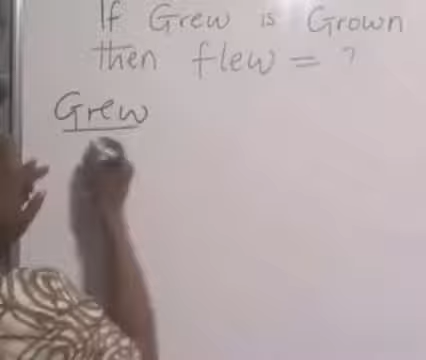 If Grew is Grown
then flew = ?
Grew